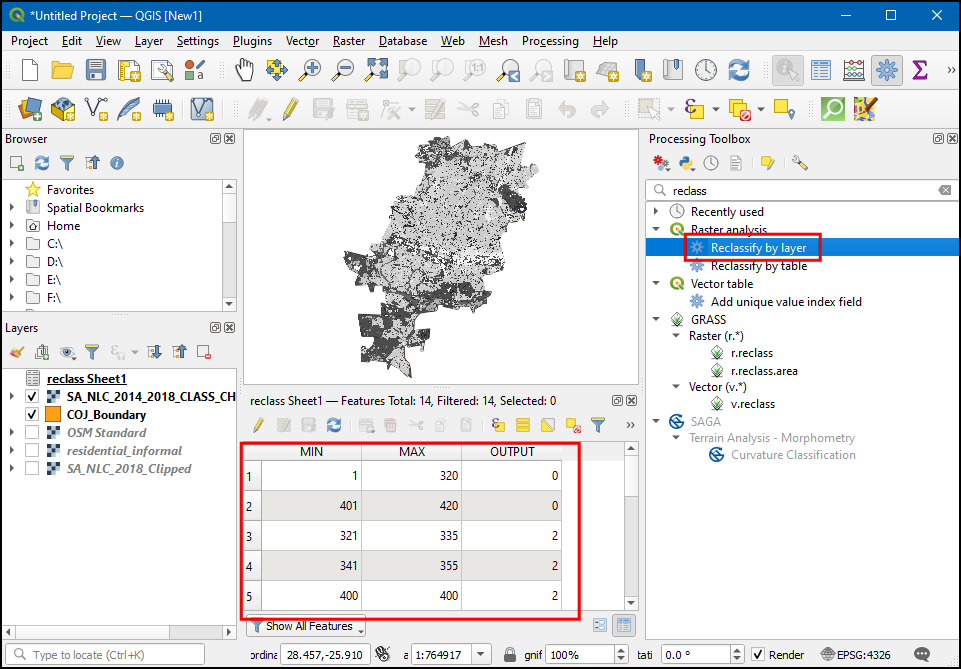 *Untitled Project — QGIS [New1]
Project Edit View Layer Settings Plugins Vector Raster Database Web Mesh Processing Help
Browser
Favorites
Spatial Bookmarks
Home
C:\
D:\
E:\
F:\
Layers
reclass Sheet1
SA_NLC_2014_2018_CLASS_CH
COJ_Boundary
OSM Standard
residential_informal
SA_NLC_2018_Clipped
reclass Sheet1 — Features Total: 14, Filtered: 14, Selected: 0
MIN MAX OUTPUT
1 1 320 0
2 401 420 0
3 321 335 2
4 341 355 2
5 400 400 2
Show All Features
Processing Toolbox
reclass
Recently used
Raster analysis
Reclassify by layer
Reclassify by table
Vector table
Add unique value index field
GRASS
Raster (r.*)
r.reclass
r.reclass.area
Vector (v.*)
v.reclass
SAGA
Terrain Analysis - Morphometry
Curvature Classification
Type to locate (Ctrl+K) ordina 28.457,-25.910 a 1:764917 gnif 100% tati 0.0 ° Render EPSG:4326